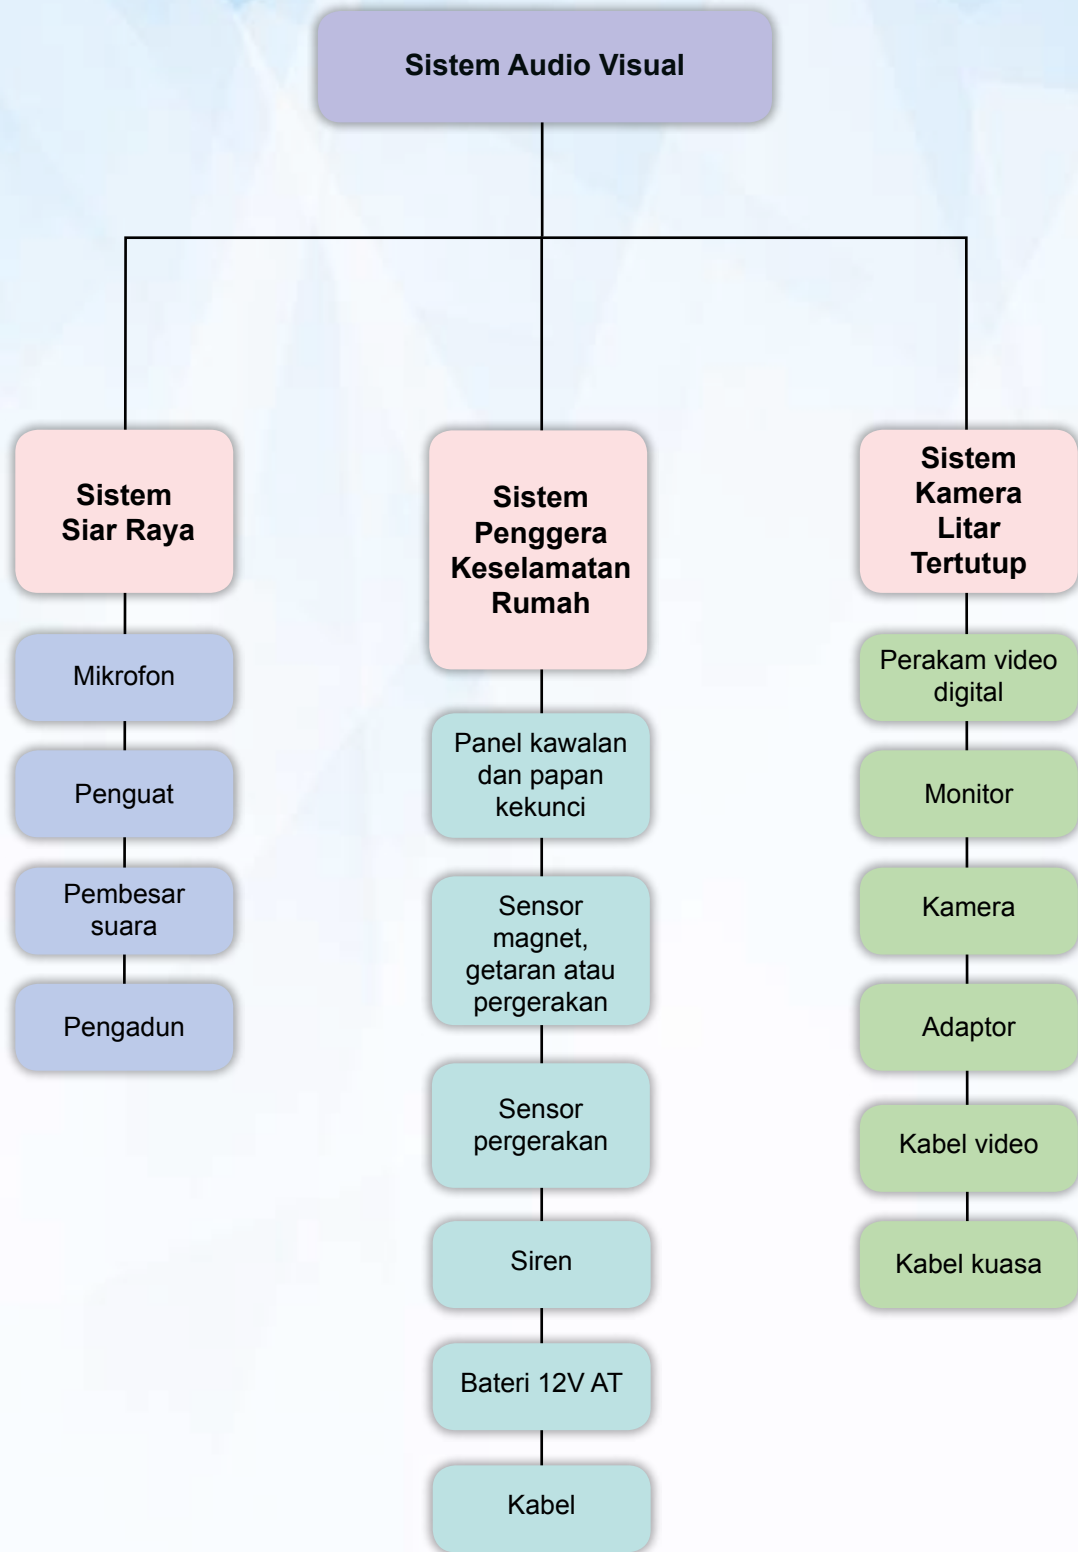 Sistem Audio Visual
Sistem
Siar Raya
Mikrofon
Penguat
Pembesar
suara
Pengadun
Sistem
Penggera
Keselamatan
Rumah
Panel kawalan
dan papan
kekunci
Sensor
magnet,
getaran atau
pergerakan
Sensor
pergerakan
Siren
Bateri 12V AT
Kabel
Sistem
Kamera
Litar
Tertutup
Perakam video
digital
Monitor
Kamera
Adaptor
Kabel video
Kabel kuasa